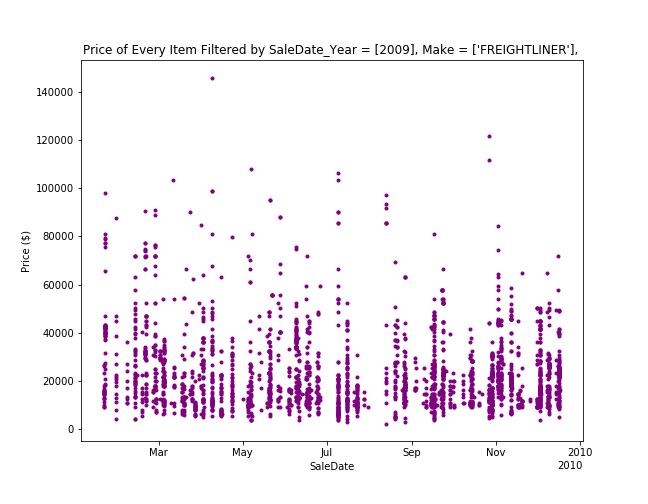 Price of Every Item Filtered by SaleDate_Year = [2009], Make = ['FREIGHTLINER'],
140000
120000
100000
80000
60000
40000
20000
0
Price ($)
Mar
May
Jul
Sep
Nov
2010
SaleDate
2010